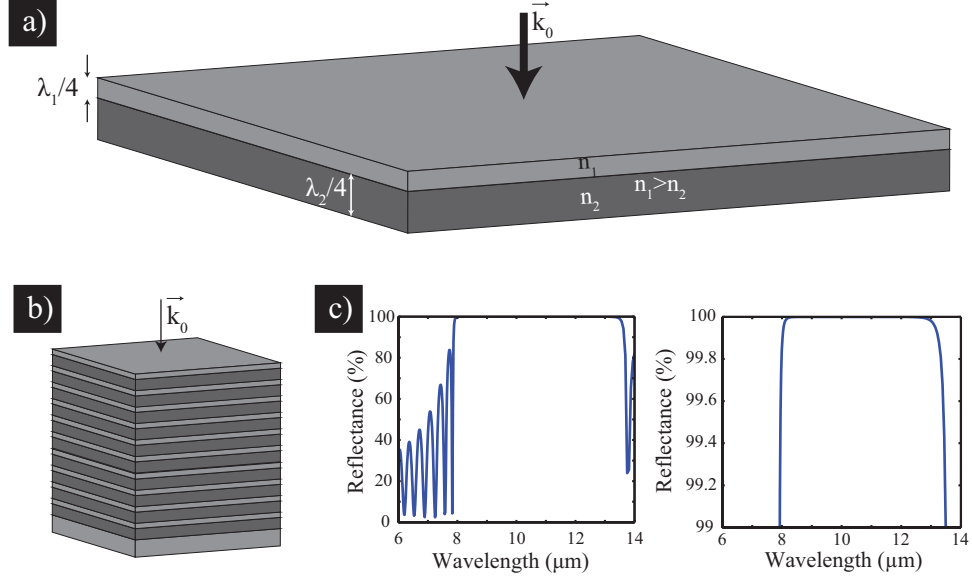 a)
k₀
λ₁/4
n₁
λ₂/4
n₂
n₁>n₂
b)
k₀
c)
100
80
60
40
20
0
Reflectance (%)
6 8 10 12 14
Wavelength (μm)
100
99.8
99.6
99.4
99.2
99
Reflectance (%)
6 8 10 12 14
Wavelength (μm)